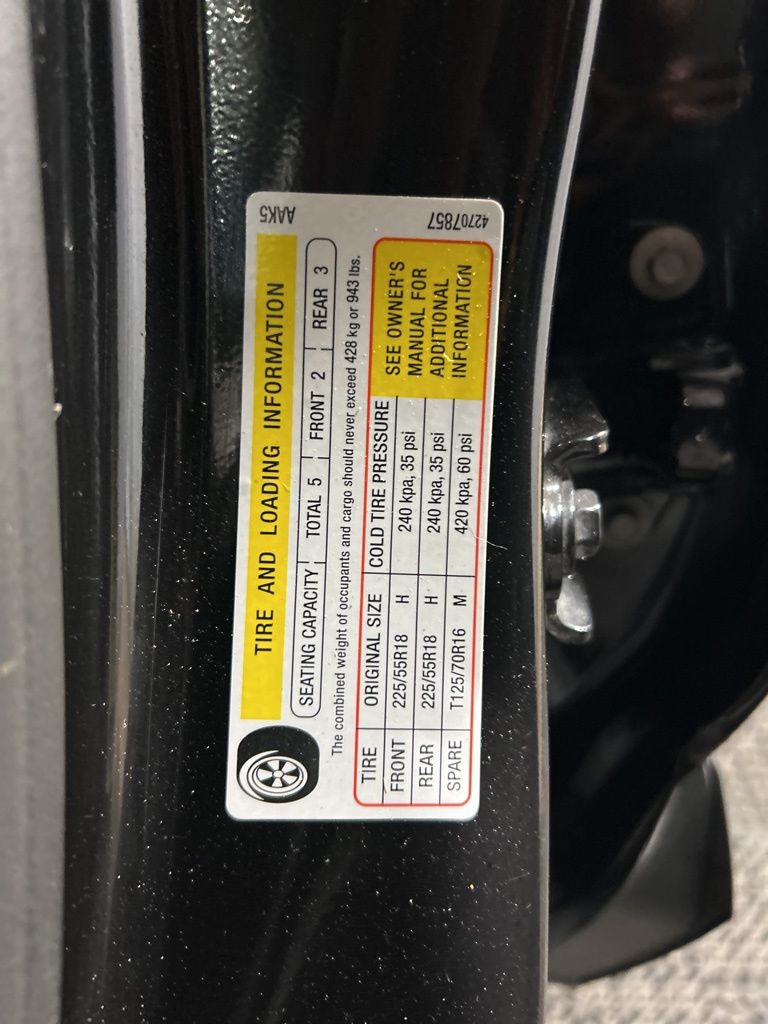 AAK5
TIRE AND LOADING INFORMATION
SEATING CAPACITY TOTAL 5 FRONT 2 REAR 3
The combined weight of occupants and cargo should never exceed 428 kg or 943 lbs.
TIRE ORIGINAL SIZE COLD TIRE PRESSURE
FRONT 225/55R18 H 240 kpa, 35 psi
REAR 225/55R18 H 240 kpa, 35 psi
SPARE T125/70R16 M 420 kpa, 60 psi
SEE OWNER'S
MANUAL FOR
ADDITIONAL
INFORMATION
42707857